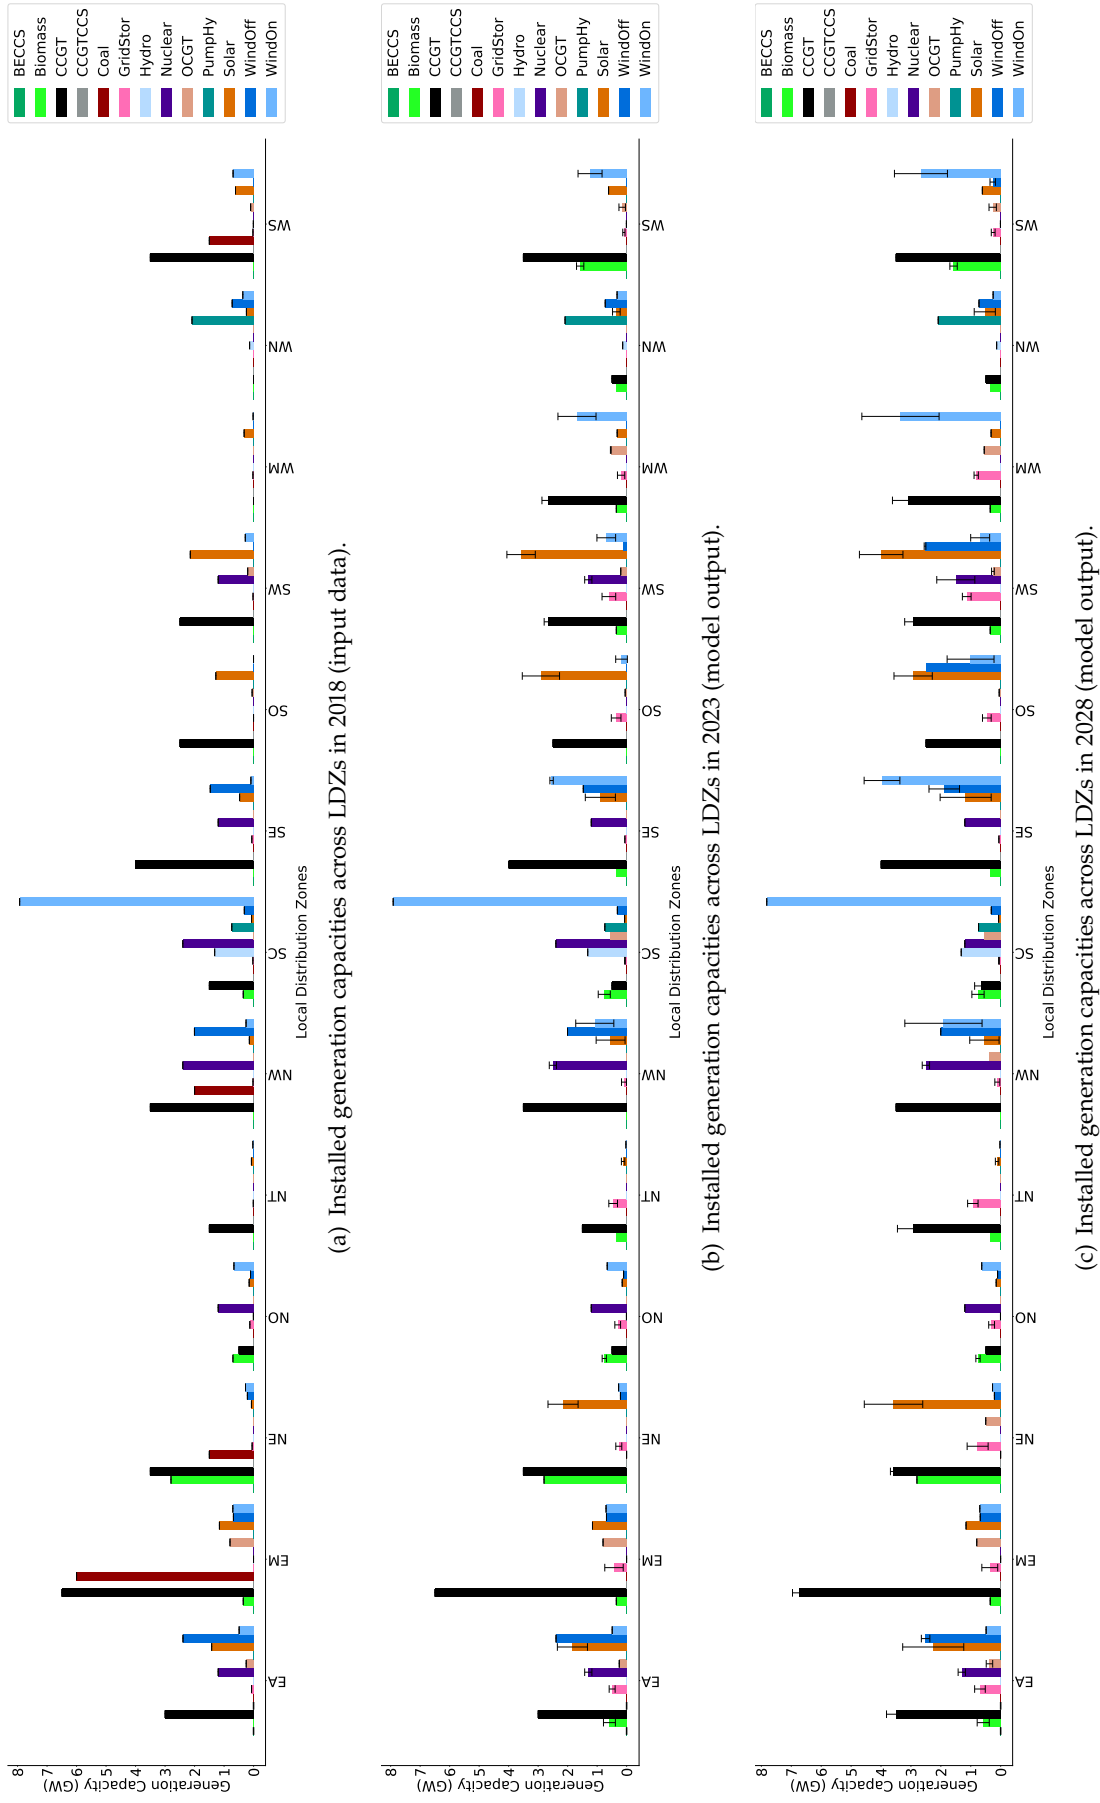 BECCS
Biomass
CCGT
CCGTCCS
Coal
GridStor
Hydro
Nuclear
OCGT
PumpHy
Solar
WindOff
WindOn
Generation Capacity (GW)
8
7
6
5
4
3
2
1
0
EA
EM
NE
NO
NT
NW
SC
SE
SO
SW
WM
WN
WS
Local Distribution Zones
(a) Installed generation capacities across LDZs in 2018 (input data).
BECCS
Biomass
CCGT
CCGTCCS
Coal
GridStor
Hydro
Nuclear
OCGT
PumpHy
Solar
WindOff
WindOn
Generation Capacity (GW)
8
7
6
5
4
3
2
1
0
EA
EM
NE
NO
NT
NW
SC
SE
SO
SW
WM
WN
WS
Local Distribution Zones
(b) Installed generation capacities across LDZs in 2023 (model output).
BECCS
Biomass
CCGT
CCGTCCS
Coal
GridStor
Hydro
Nuclear
OCGT
PumpHy
Solar
WindOff
WindOn
Generation Capacity (GW)
8
7
6
5
4
3
2
1
0
EA
EM
NE
NO
NT
NW
SC
SE
SO
SW
WM
WN
WS
Local Distribution Zones
(c) Installed generation capacities across LDZs in 2028 (model output).